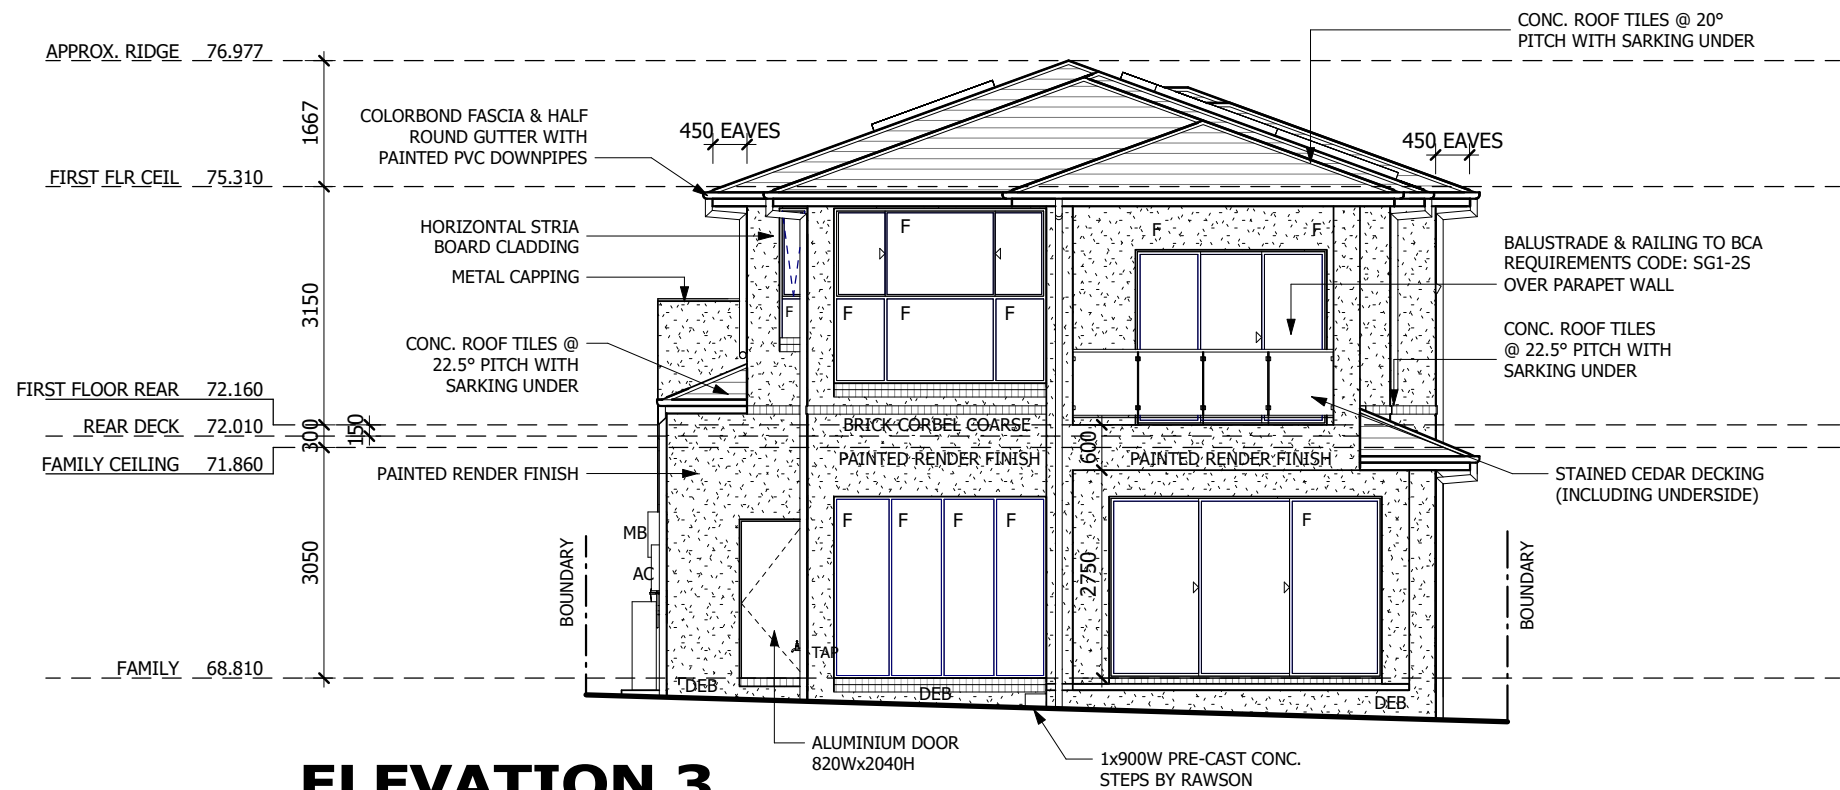 CONC. ROOF TILES @ 20°
PITCH WITH SARKING UNDER
APPROX. RIDGE 76.977
1667
COLORBOND FASCIA & HALF
ROUND GUTTER WITH
PAINTED PVC DOWNPIPES
450 EAVES
450 EAVES
FIRST FLR CEIL 75.310
HORIZONTAL STRIA
BOARD CLADDING
METAL CAPPING
F
F
F
BALUSTRADE & RAILING TO BCA
REQUIREMENTS CODE: SG1-2S
OVER PARAPET WALL
3150
F
F
F
F
CONC. ROOF TILES @
22.5° PITCH WITH
SARKING UNDER
CONC. ROOF TILES
@ 22.5° PITCH WITH
SARKING UNDER
FIRST FLOOR REAR 72.160
REAR DECK 72.010
300
150
BRICK CORBEL COARSE
600
FAMILY CEILING 71.860
PAINTED RENDER FINISH
PAINTED RENDER FINISH
PAINTED RENDER FINISH
STAINED CEDAR DECKING
(INCLUDING UNDERSIDE)
F
F
F
F
F
MB
AC
BOUNDARY
3050
2750
BOUNDARY
TAP
FAMILY 68.810
DEB
DEB
DEB
ALUMINIUM DOOR
820Wx2040H
1x900W PRE-CAST CONC.
STEPS BY RAWSON
ELEVATION 3